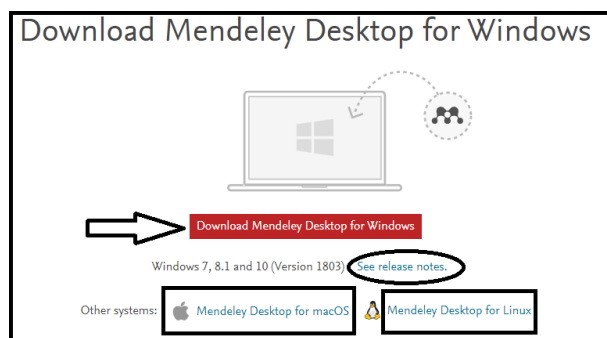 Download Mendeley Desktop for Windows
Download Mendeley Desktop for Windows
Windows 7, 8.1 and 10 (Version 1803) See release notes.
Other systems: Mendeley Desktop for macOS Mendeley Desktop for Linux